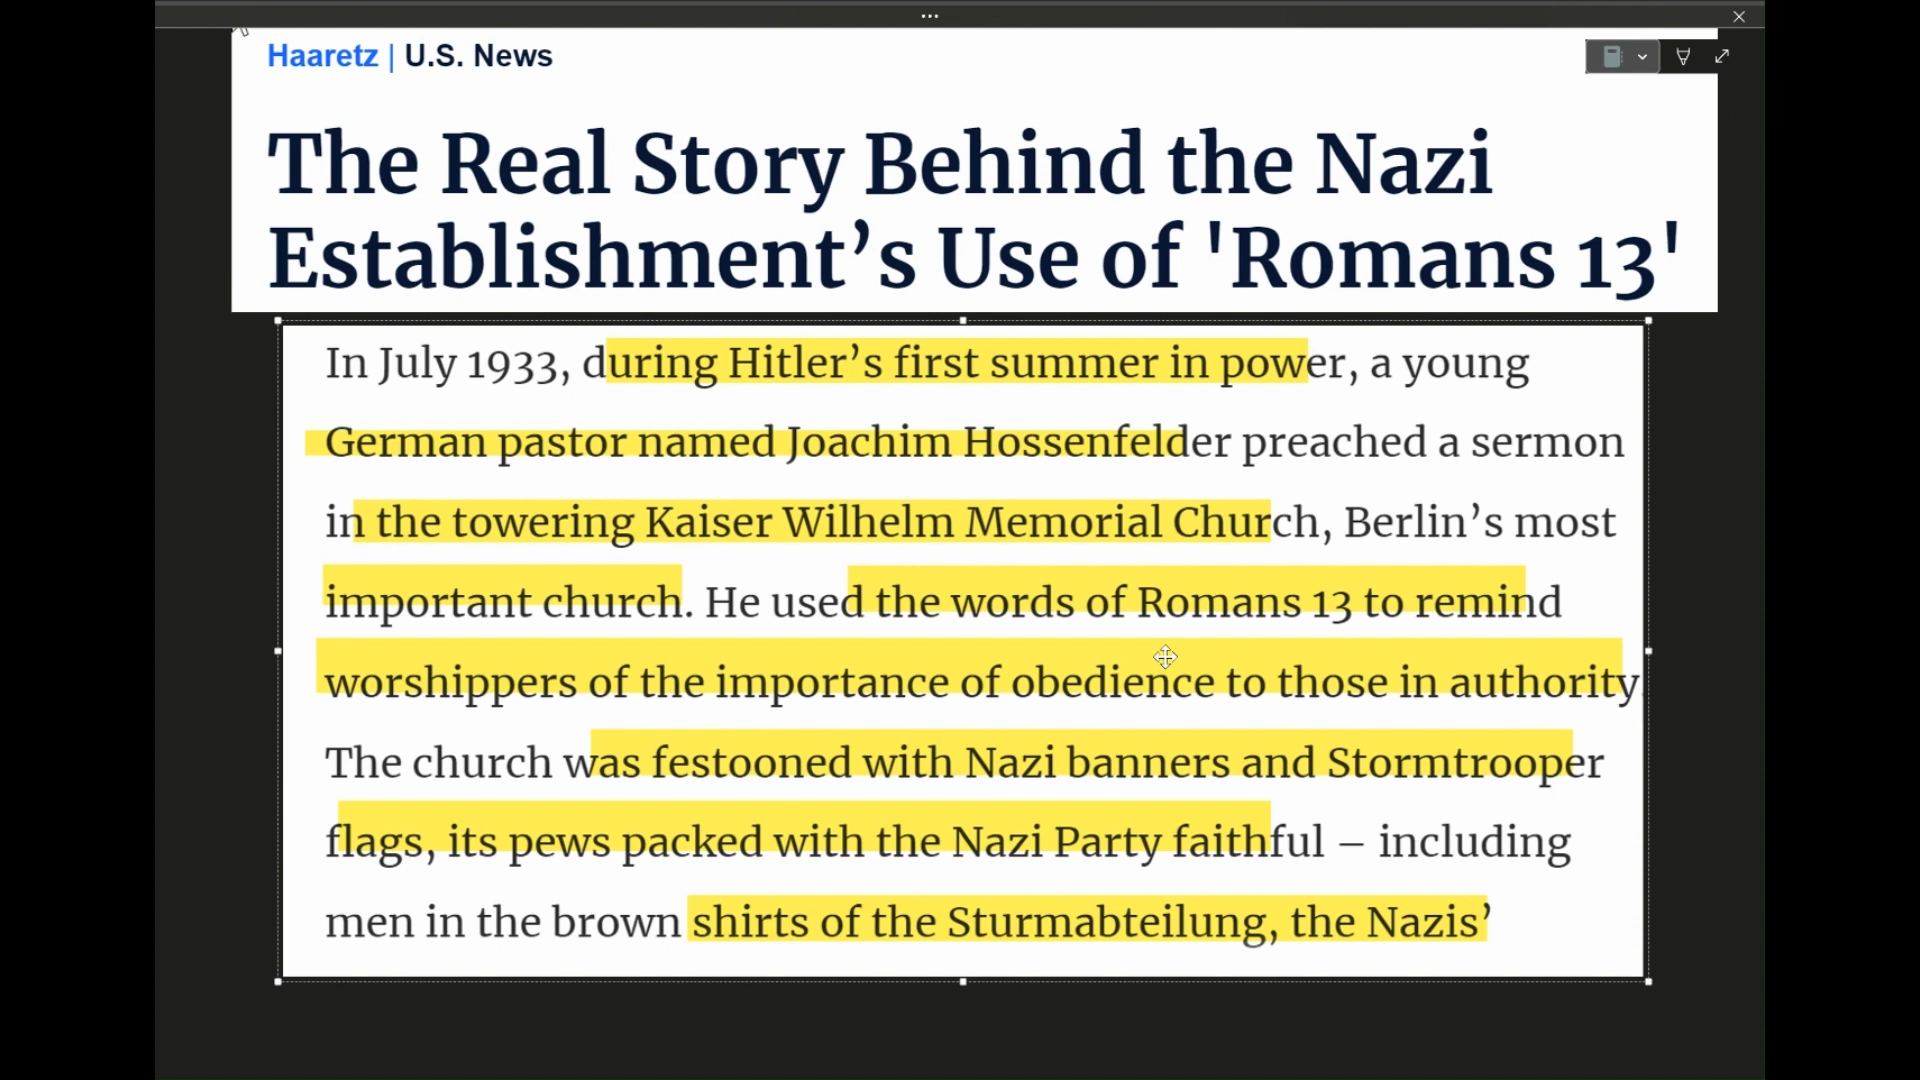 Haaretz | U.S. News
The Real Story Behind the Nazi
Establishment’s Use of 'Romans 13'
In July 1933, during Hitler’s first summer in power, a young
German pastor named Joachim Hossenfelder preached a sermon
in the towering Kaiser Wilhelm Memorial Church, Berlin’s most
important church. He used the words of Romans 13 to remind
worshippers of the importance of obedience to those in authority.
The church was festooned with Nazi banners and Stormtrooper
flags, its pews packed with the Nazi Party faithful – including
men in the brown shirts of the Sturmabteilung, the Nazis’